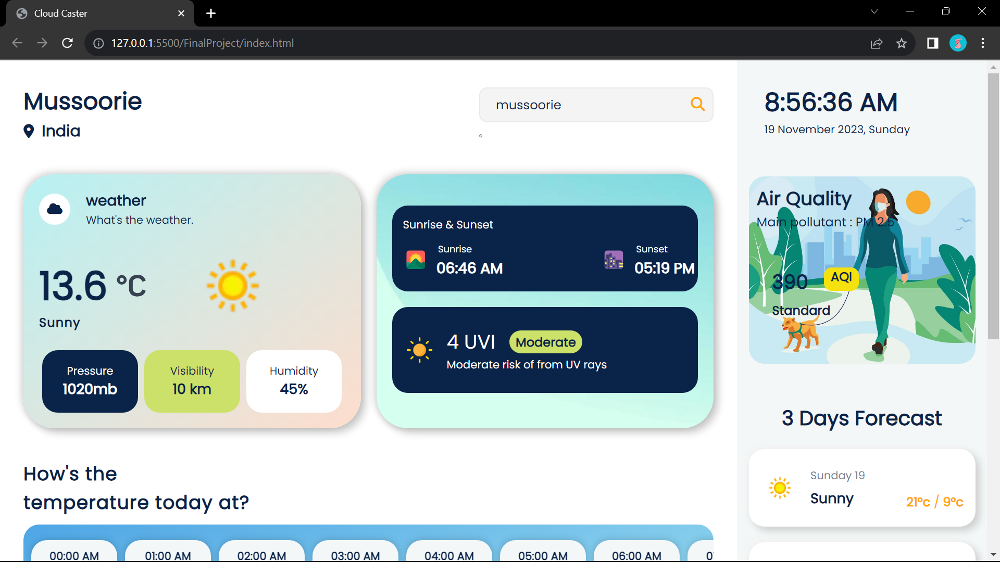 Cloud Caster
127.0.0.1:5500/FinalProject/index.html
Mussoorie
India
mussoorie
8:56:36 AM
19 November 2023, Sunday
weather
What's the weather.
13.6 °C
Sunny
Pressure
1020mb
Visibility
10 km
Humidity
45%
Sunrise & Sunset
Sunrise
06:46 AM
Sunset
05:19 PM
4 UVI Moderate
Moderate risk of from UV rays
Air Quality
Main pollutant : PM 2.5
390 AQI
Standard
3 Days Forecast
Sunday 19
Sunny
21°c / 9°c
How's the
temperature today at?
00:00 AM
01:00 AM
02:00 AM
03:00 AM
04:00 AM
05:00 AM
06:00 AM